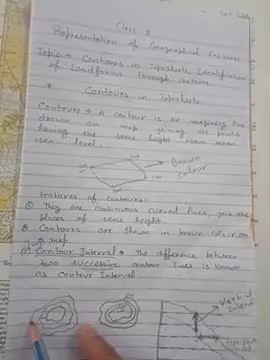 Class - 8
Representation of Geographical Features
Topic → Contours in Toposheets, Identification
of Landforms through contours.
* Contours in Toposheets
Contours → A contour is an imaginary line
drawn on map joining all points
having the same height above mean
sea level.
Brown
colour
Features of contours:-
① They are continuous curved lines, join the
places of same height.
② Contours are shown in brown colour on
map.
Contour Interval → The difference between
two successive contour lines is known
as Contour Interval.
Vertical
Interval